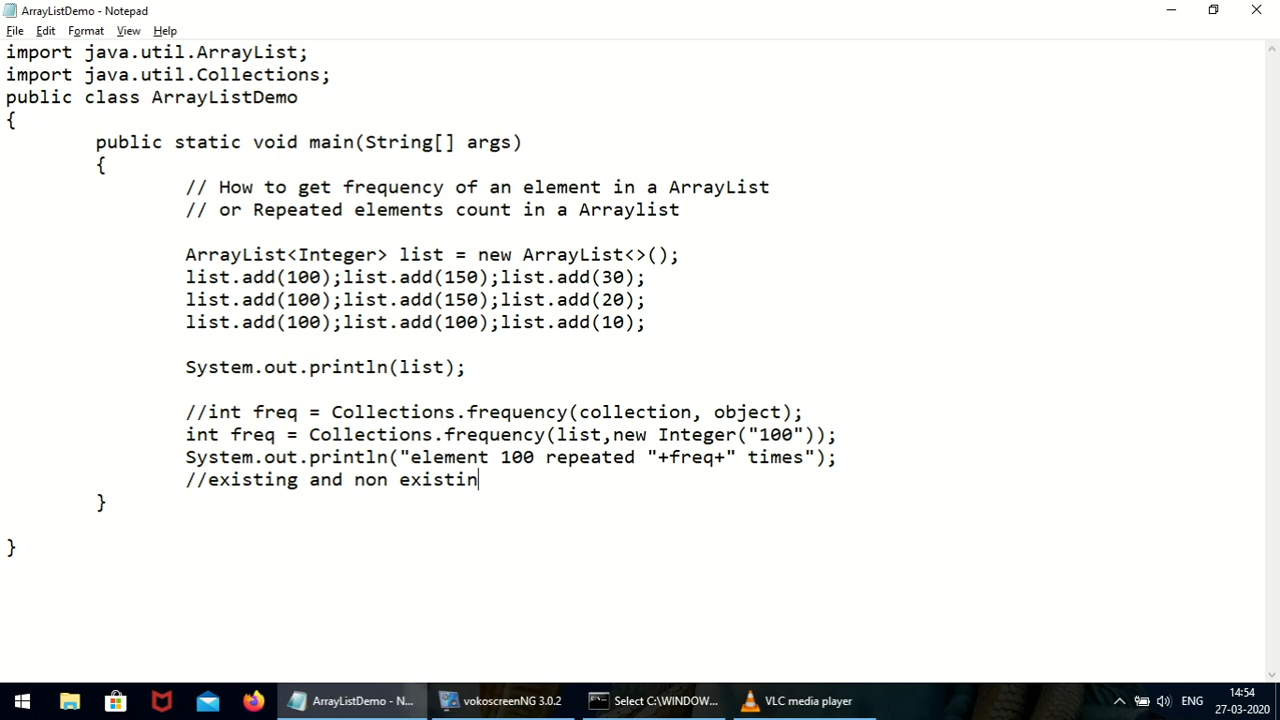 ArrayListDemo - Notepad
File Edit Format View Help
import java.util.ArrayList;
import java.util.Collections;
public class ArrayListDemo
{
public static void main(String[] args)
{
// How to get frequency of an element in a ArrayList
// or Repeated elements count in a Arraylist
ArrayList<Integer> list = new ArrayList<>();
list.add(100);list.add(150);list.add(30);
list.add(100);list.add(150);list.add(20);
list.add(100);list.add(100);list.add(10);
System.out.println(list);
//int freq = Collections.frequency(collection, object);
int freq = Collections.frequency(list,new Integer("100"));
System.out.println("element 100 repeated "+freq+" times");
//existing and non existin
}
}
ArrayListDemo - N... vokoscreenNG 3.0.2 Select C:\WINDOW... VLC media player ENG 14:54
27-03-2020